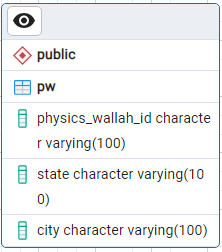 public
pw
physics_wallah_id characte
r varying(100)
state character varying(10
0)
city character varying(100)